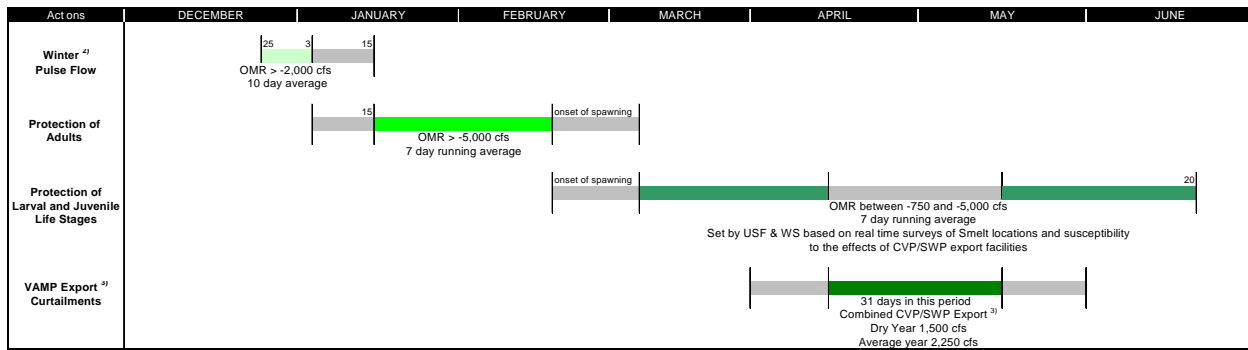 Actions DECEMBER JANUARY FEBRUARY MARCH APRIL MAY JUNE
Winter 2)
Pulse Flow
25 3 15
OMR > -2,000 cfs
10 day average
Protection of
Adults
15 onset of spawning
OMR > -5,000 cfs
7 day running average
Protection of
Larval and Juvenile
Life Stages
onset of spawning 20
OMR between -750 and -5,000 cfs
7 day running average
Set by USF & WS based on real time surveys of Smelt locations and susceptibility
to the effects of CVP/SWP export facilities
VAMP Export 3)
Curtailments
31 days in this period
Combined CVP/SWP Export 3)
Dry Year 1,500 cfs
Average year 2,250 cfs